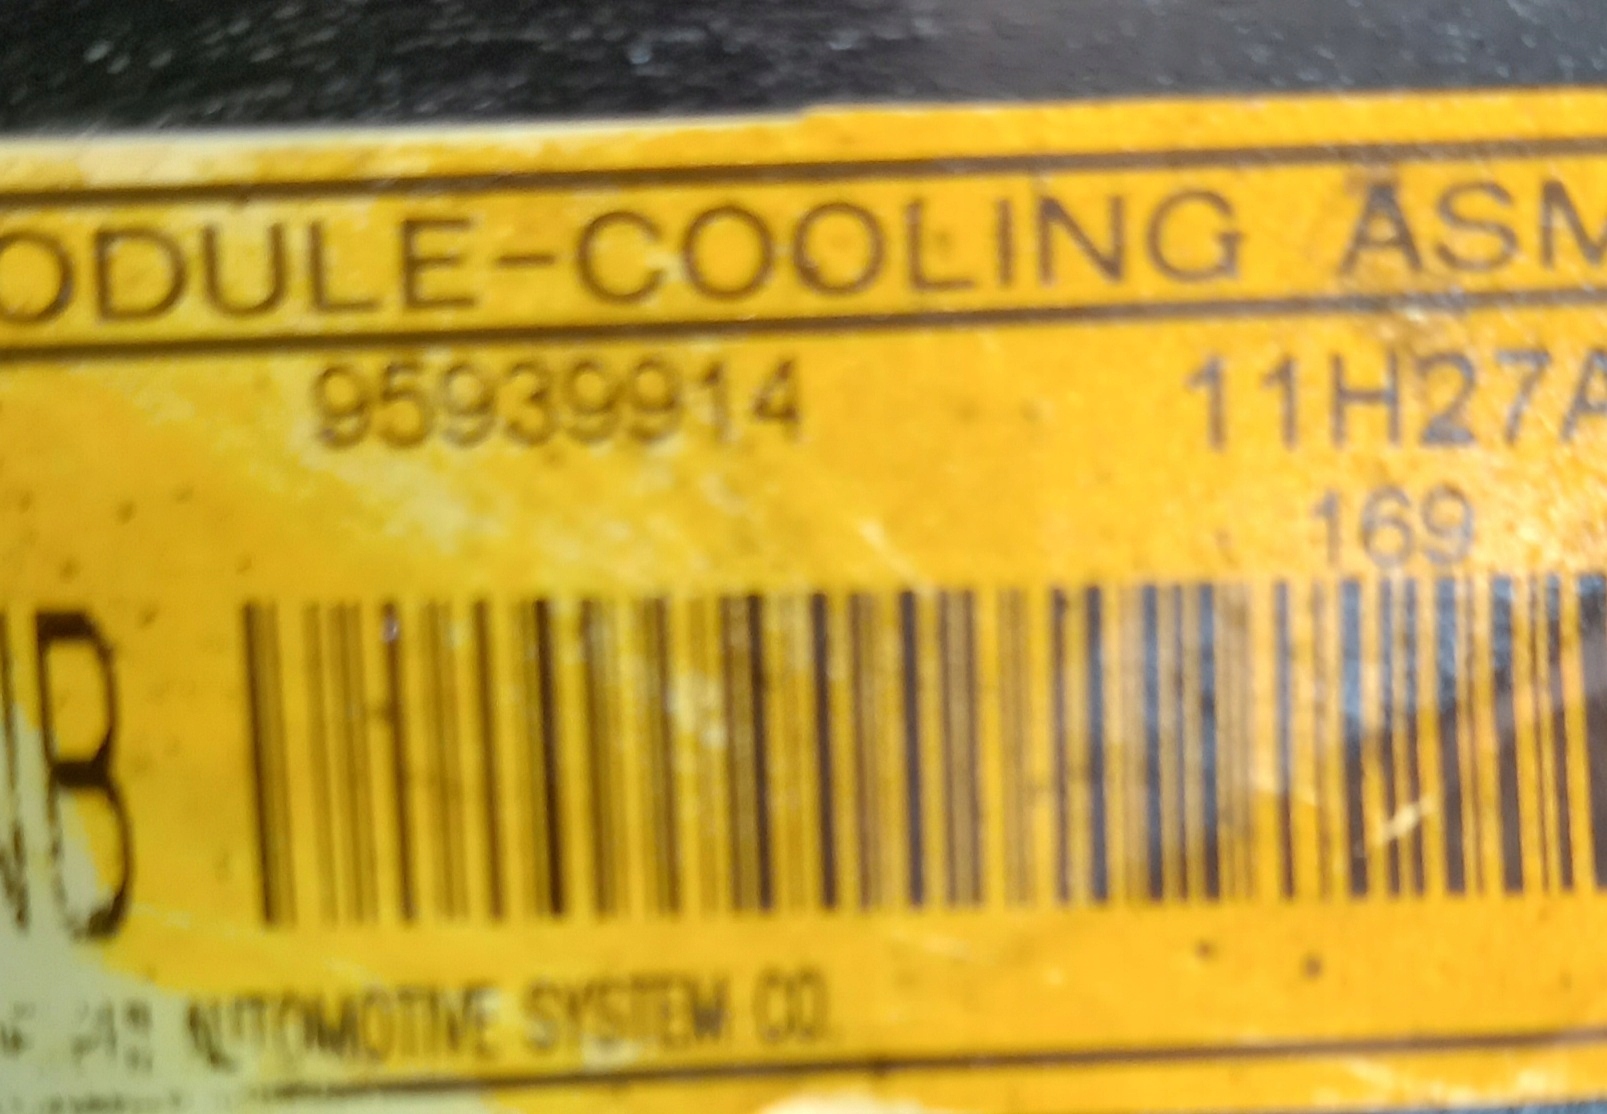 ODULE-COOLING ASM
95939914 11H27A
169
B
AUTOMOTIVE SYSTEM CO.